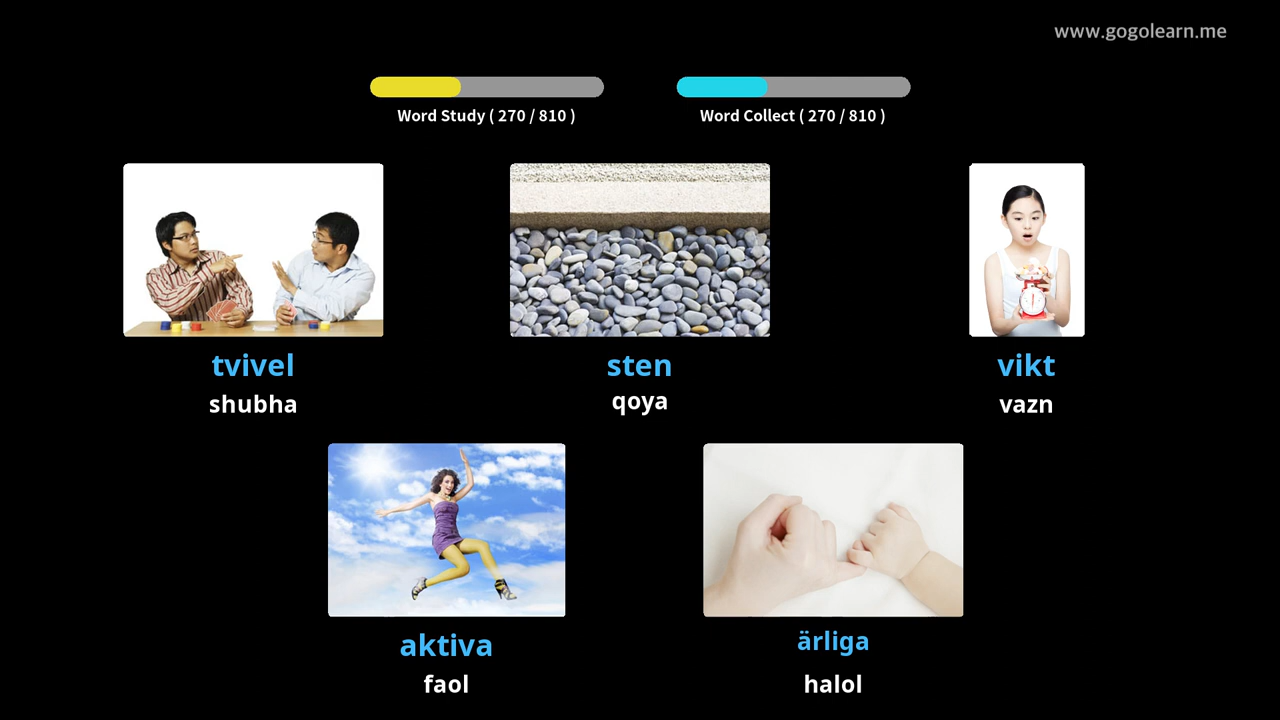 www.gogolearn.me
Word Study ( 270 / 810 )
Word Collect ( 270 / 810 )
tvivel
shubha
sten
qoya
vikt
vazn
aktiva
faol
ärliga
halol